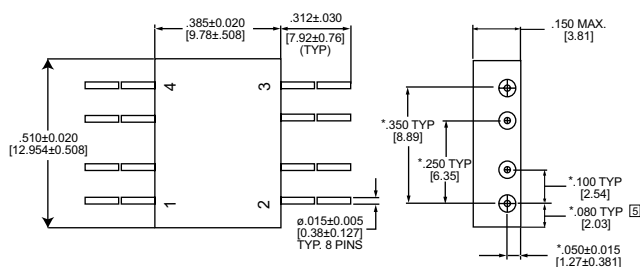 .385±0.020
[9.78±.508]
.312±.030
[7.92±0.76]
(TYP)
.150 MAX.
[3.81]
4
3
.510±0.020
[12.954±0.508]
*.350 TYP
[8.89]
*.250 TYP
[6.35]
*.100 TYP
[2.54]
1
2
*.080 TYP 5
[2.03]
ø.015±0.005
[0.38±0.127]
TYP. 8 PINS
*.050±0.015
[1.27±0.381]